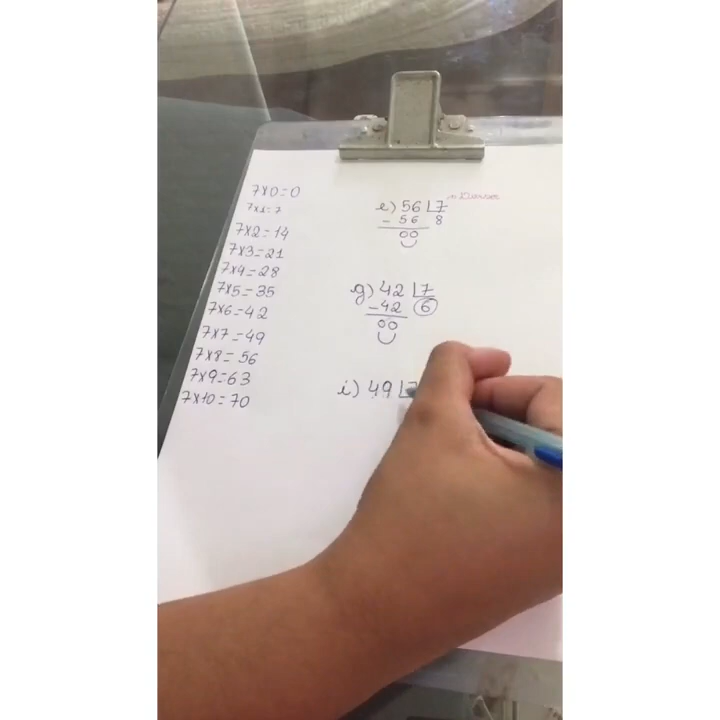 7x0=0
7x1=7
7x2=14
7x3=21
7x4=28
7x5=35
7x6=42
7x7=49
7x8=56
7x9=63
7x10=70
e) 56 7
- 56 8
00
g) 42 7
-42 6
00
i) 49 7